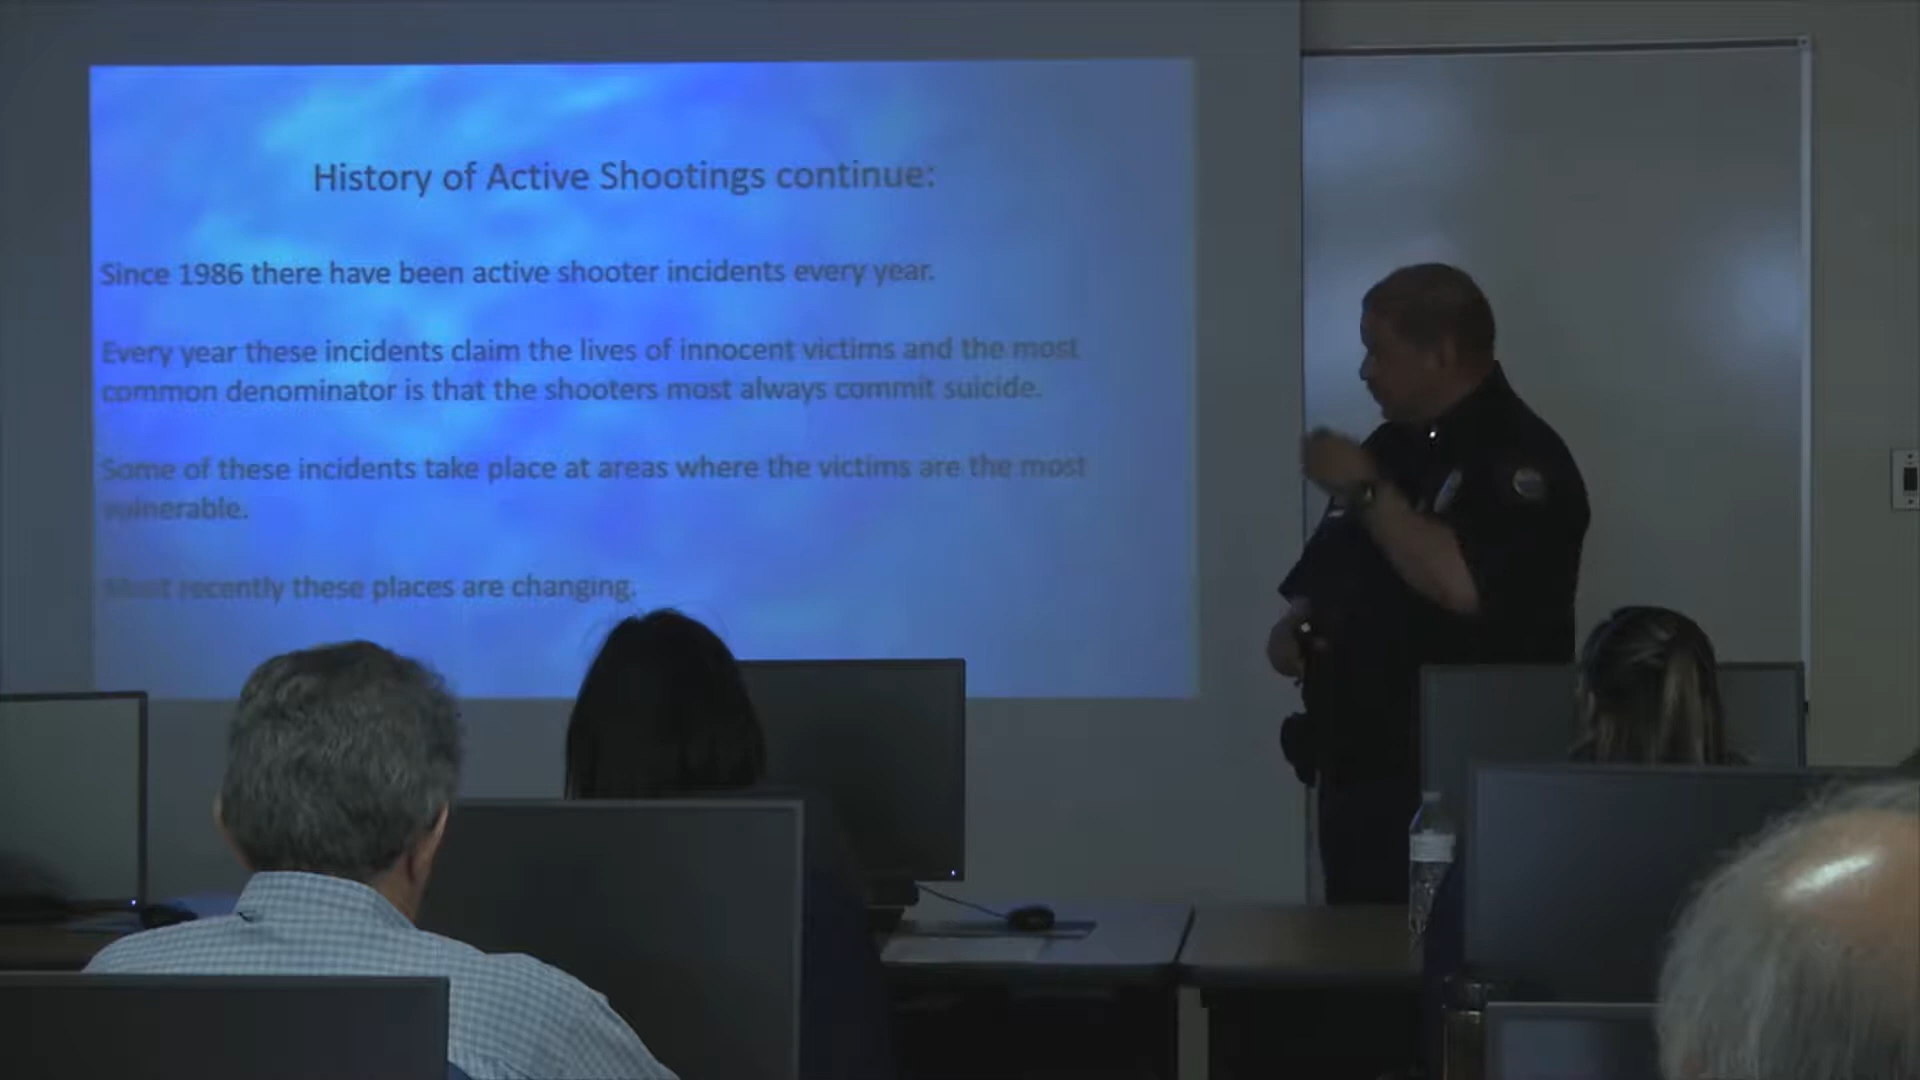 History of Active Shootings continue:
Since 1986 there have been active shooter incidents every year.
Every year these incidents claim the lives of innocent victims and the most
common denominator is that the shooters most always commit suicide.
Some of these incidents take place at areas where the victims are the most
vulnerable.
Most recently these places are changing.